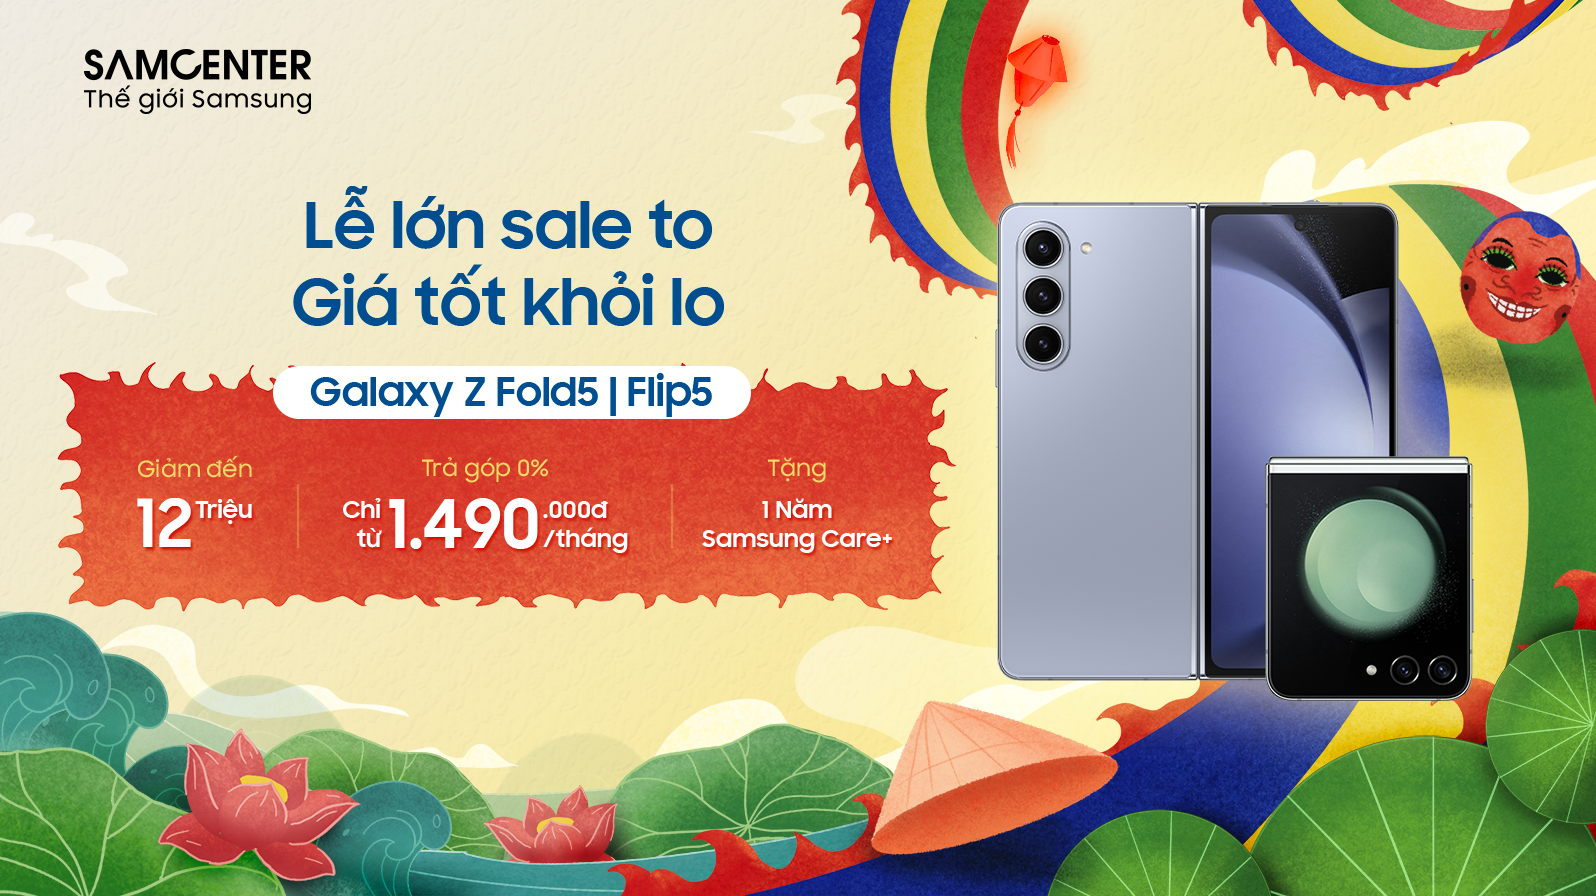 SAMCENTER
Thế giới Samsung
Lễ lớn sale to
Giá tốt khỏi lo
Galaxy Z Fold5 | Flip5
Giảm đến
12 Triệu
Trả góp 0%
Chỉ từ 1.490.000đ/tháng
Tặng
1 Năm
Samsung Care+